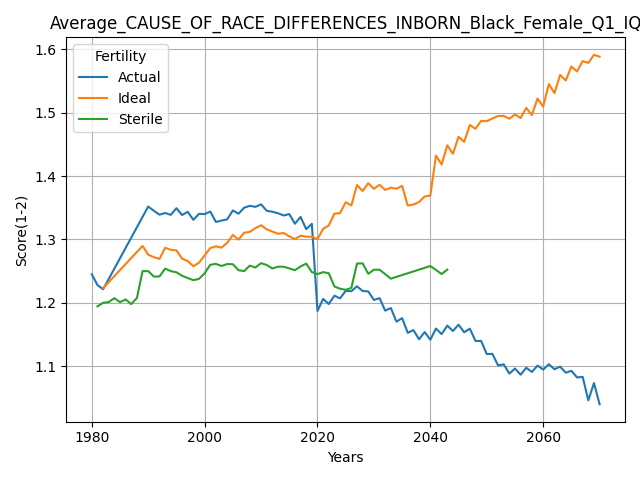 Average_CAUSE_OF_RACE_DIFFERENCES_INBORN_Black_Female_Q1_IQ
Fertility
Actual
Ideal
Sterile
Score(1-2)
1.6
1.5
1.4
1.3
1.2
1.1
1980
2000
2020
2040
2060
Years